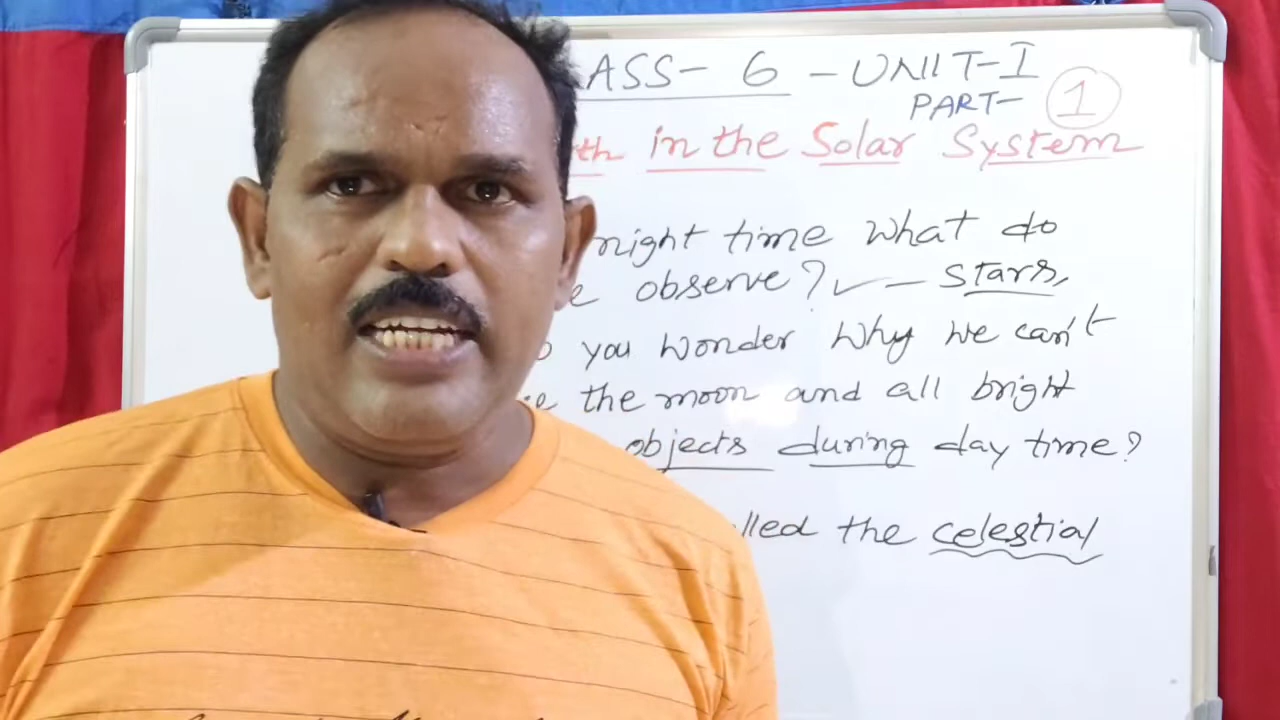 ASS- 6 - UNIT-I
PART- 1
th in the Solar System
night time what do
e observe? ✓ - stars,
you wonder why we can't
the moon and all bright
objects during day time?
lled the celestial